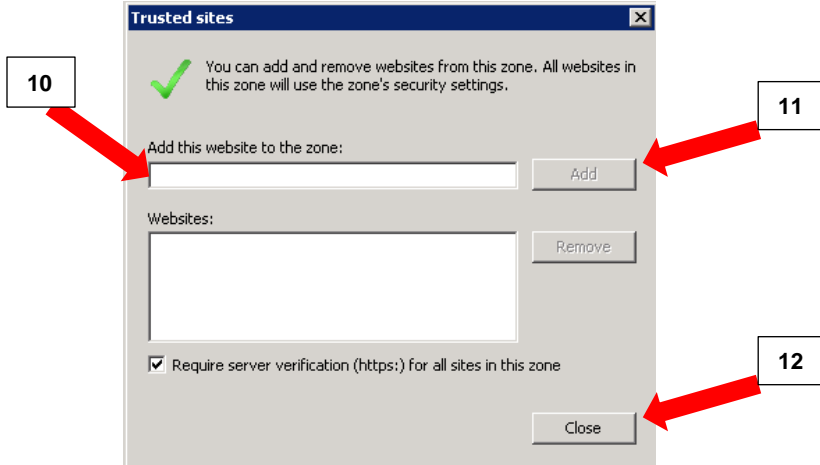 Trusted sites
You can add and remove websites from this zone. All websites in
this zone will use the zone's security settings.
10
11
Add this website to the zone:
Add
Websites:
Remove
Require server verification (https:) for all sites in this zone
12
Close